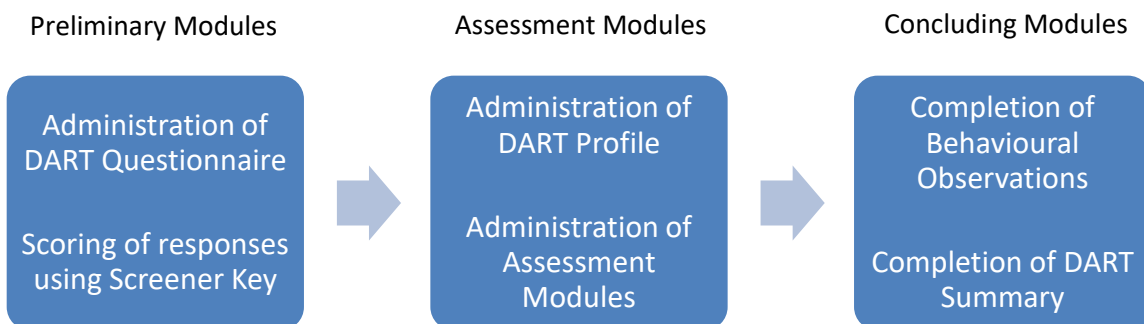 Preliminary Modules
Assessment Modules
Concluding Modules
Administration of
DART Questionnaire
Scoring of responses
using Screener Key
Administration of
DART Profile
Administration of
Assessment
Modules
Completion of
Behavioural
Observations
Completion of DART
Summary